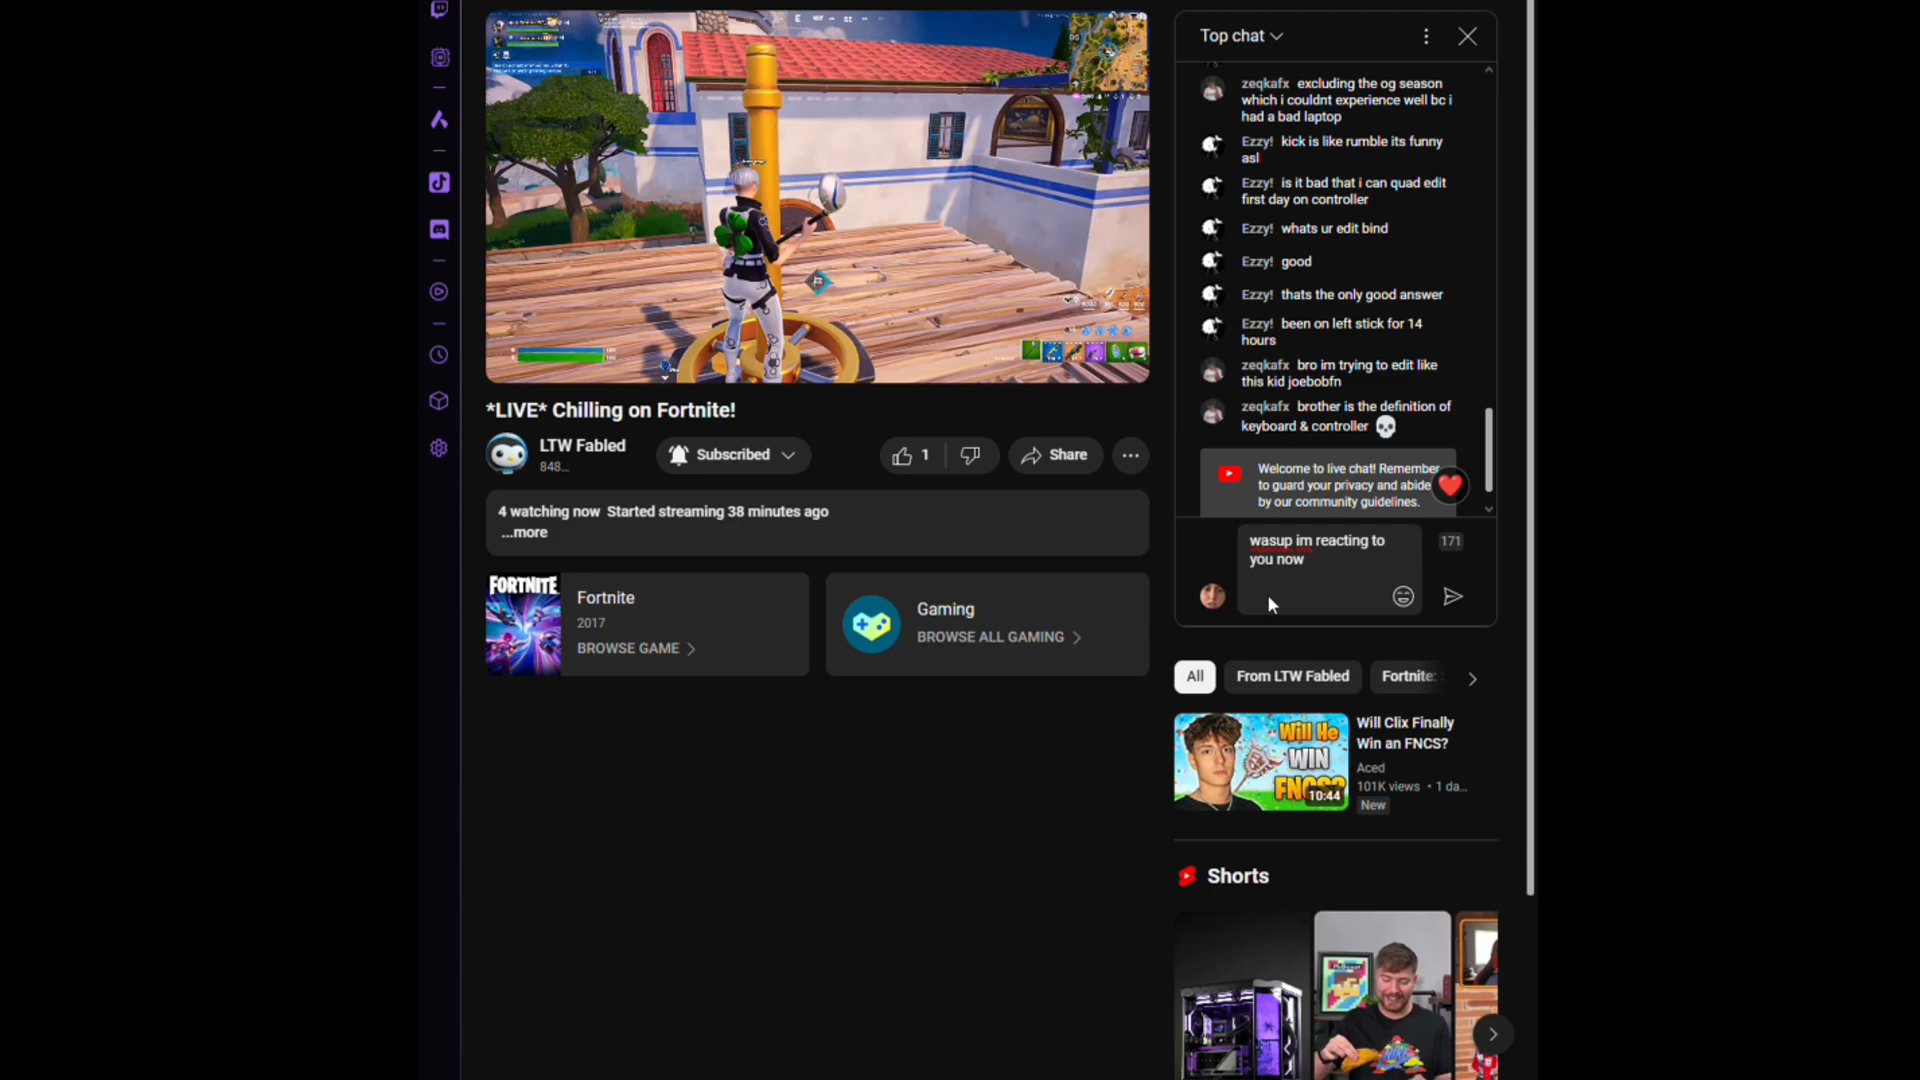 Top chat
zeqkafx excluding the og season
which i couldnt experience well bc i
had a bad laptop
Ezzy! kick is like rumble its funny
asl
Ezzy! is it bad that i can quad edit
first day on controller
Ezzy! whats ur edit bind
Ezzy! good
Ezzy! thats the only good answer
Ezzy! been on left stick for 14
hours
zeqkafx bro im trying to edit like
this kid joebobfn
zeqkafx brother is the definition of
keyboard & controller
Welcome to live chat! Remember
to guard your privacy and abide
by our community guidelines.
wasup im reacting to
you now
171
*LIVE* Chilling on Fortnite!
LTW Fabled
848...
Subscribed
1
Share
4 watching now Started streaming 38 minutes ago
...more
FORTNITE
Fortnite
2017
BROWSE GAME
Gaming
BROWSE ALL GAMING
All
From LTW Fabled
Fortnite:
Will He
WIN
FNCS?
10:44
Will Clix Finally
Win an FNCS?
Aced
101K views • 1 da...
New
Shorts